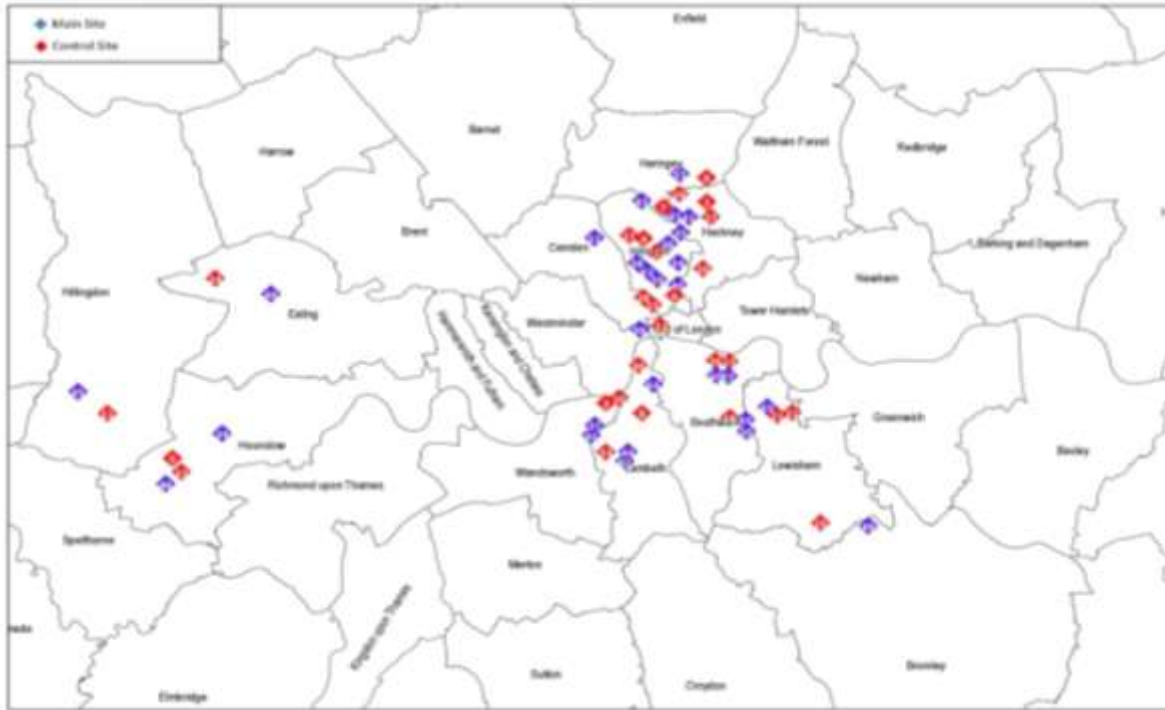 Main Site
Control Site
Enfield
Barnet
Harrow
Haringey
Waltham Forest
Redbridge
Brent
Camden
Hackney
Barking and Dagenham
Hillingdon
Ealing
Newham
Westminster
Tower Hamlets
of London
Hammersmith and Fulham
Kensington and Chelsea
Hounslow
Greenwich
Bexley
Richmond upon Thames
Wandsworth
Lambeth
Lewisham
Spelthorne
Merton
Kingston upon Thames
Sutton
Croydon
Bromley
Elmbridge